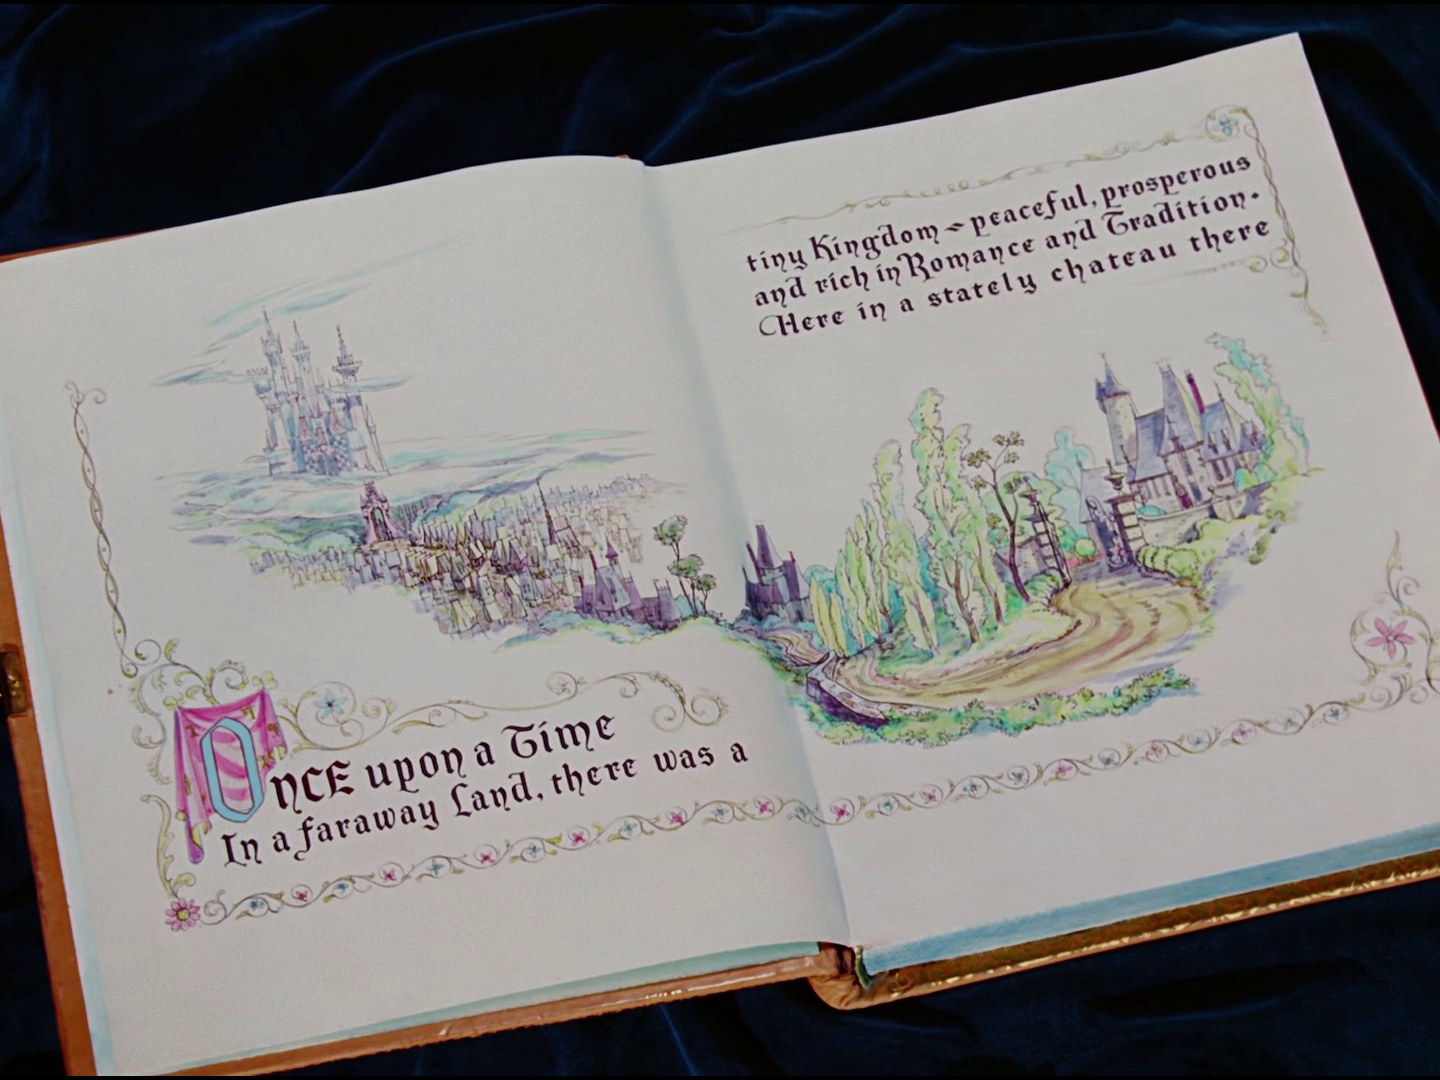 ONCE upon a Time
In a faraway Land, there was a
tiny Kingdom ~ peaceful, prosperous
and rich in Romance and Tradition.
Here in a stately chateau there